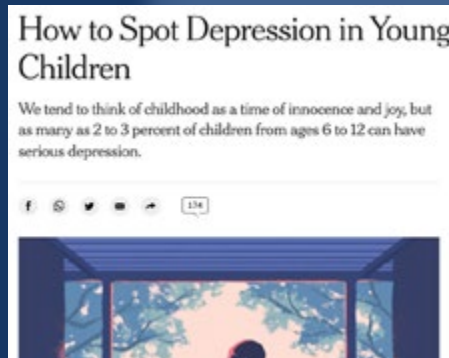 How to Spot Depression in Young
Children
We tend to think of childhood as a time of innocence and joy, but
as many as 2 to 3 percent of children from ages 6 to 12 can have
serious depression.